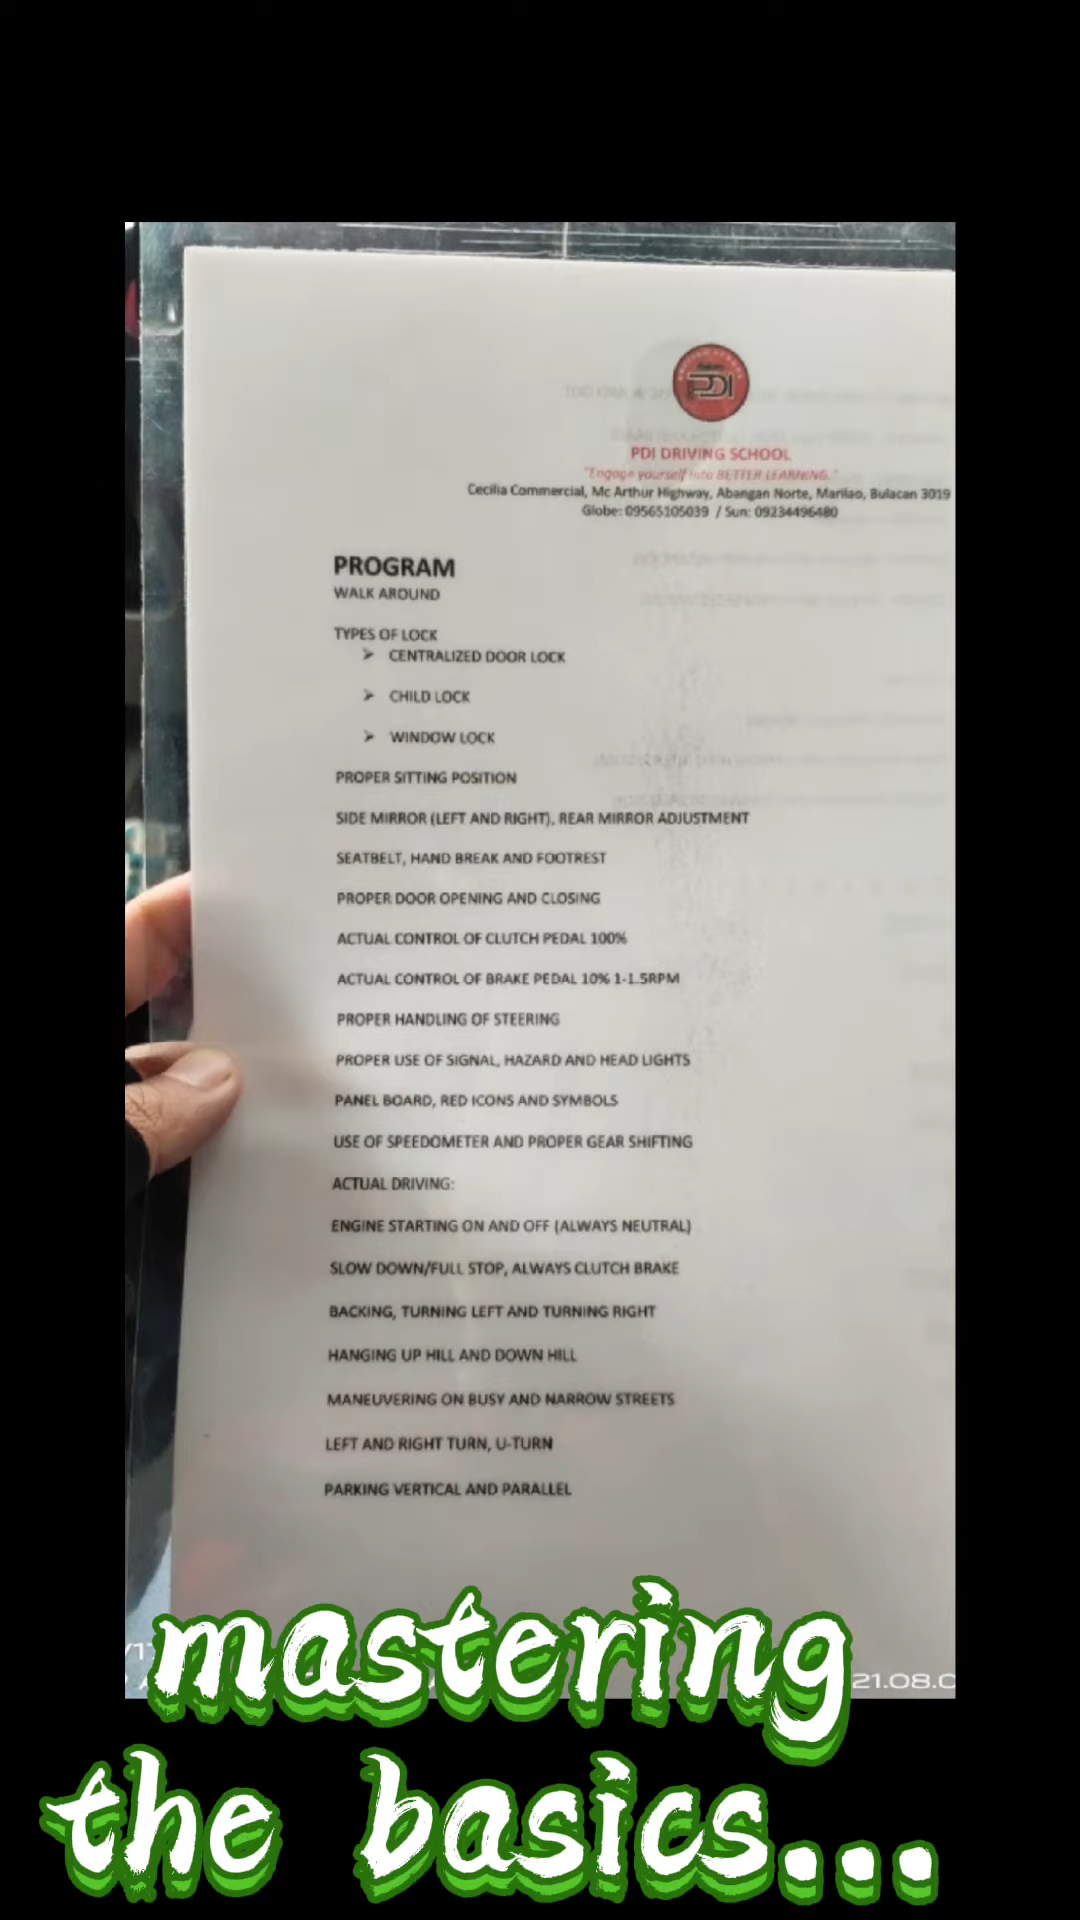 PDI
PDI DRIVING SCHOOL
"Engage yourself into BETTER LEARNING."
Cecilia Commercial, Mc Arthur Highway, Abangan Norte, Marilao, Bulacan 3019
Globe: 09565105039 / Sun: 09234496480
PROGRAM
WALK AROUND
TYPES OF LOCK
➢ CENTRALIZED DOOR LOCK
➢ CHILD LOCK
➢ WINDOW LOCK
PROPER SITTING POSITION
SIDE MIRROR (LEFT AND RIGHT), REAR MIRROR ADJUSTMENT
SEATBELT, HAND BREAK AND FOOTREST
PROPER DOOR OPENING AND CLOSING
ACTUAL CONTROL OF CLUTCH PEDAL 100%
ACTUAL CONTROL OF BRAKE PEDAL 10% 1-1.5RPM
PROPER HANDLING OF STEERING
PROPER USE OF SIGNAL, HAZARD AND HEAD LIGHTS
PANEL BOARD, RED ICONS AND SYMBOLS
USE OF SPEEDOMETER AND PROPER GEAR SHIFTING
ACTUAL DRIVING:
ENGINE STARTING ON AND OFF (ALWAYS NEUTRAL)
SLOW DOWN/FULL STOP, ALWAYS CLUTCH BRAKE
BACKING, TURNING LEFT AND TURNING RIGHT
HANGING UP HILL AND DOWN HILL
MANEUVERING ON BUSY AND NARROW STREETS
LEFT AND RIGHT TURN, U-TURN
PARKING VERTICAL AND PARALLEL
21.08.0
mastering
the basics...